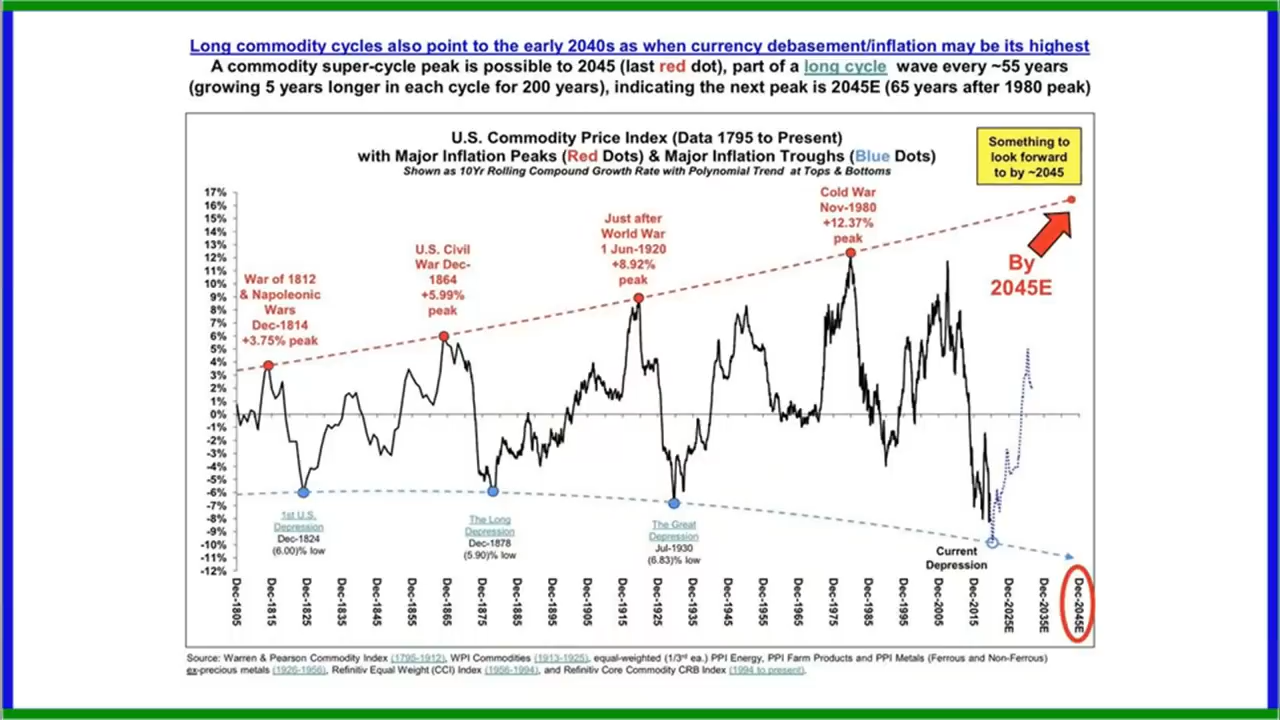 Long commodity cycles also point to the early 2040s as when currency debasement/inflation may be its highest
A commodity super-cycle peak is possible to 2045 (last red dot), part of a long cycle wave every ~55 years
(growing 5 years longer in each cycle for 200 years), indicating the next peak is 2045E (65 years after 1980 peak)
U.S. Commodity Price Index (Data 1795 to Present)
with Major Inflation Peaks (Red Dots) & Major Inflation Troughs (Blue Dots)
Shown as 10Yr Rolling Compound Growth Rate with Polynomial Trend at Tops & Bottoms
Something to
look forward
to by ~2045
17%
16%
15%
14%
13%
12%
11%
10%
9%
8%
7%
6%
5%
4%
3%
2%
1%
0%
-1%
-2%
-3%
-4%
-5%
-6%
-7%
-8%
-9%
-10%
-11%
-12%
War of 1812
& Napoleonic
Wars
Dec-1814
+3.75% peak
U.S. Civil
War Dec-
1864
+5.99%
peak
Just after
World War
1 Jun-1920
+8.92%
peak
Cold War
Nov-1980
+12.37%
peak
By
2045E
1st U.S.
Depression
Dec-1824
(6.00)% low
The Long
Depression
Dec-1878
(5.90)% low
The Great
Depression
Jul-1930
(6.83)% low
Current
Depression
Dec-1805
Dec-1815
Dec-1825
Dec-1835
Dec-1845
Dec-1855
Dec-1865
Dec-1875
Dec-1885
Dec-1895
Dec-1905
Dec-1915
Dec-1925
Dec-1935
Dec-1945
Dec-1955
Dec-1965
Dec-1975
Dec-1985
Dec-1995
Dec-2005
Dec-2015
Dec-2025E
Dec-2035E
Dec-2045E
Source: Warren & Pearson Commodity Index (1795-1912), WPI Commodities (1913-1925), equal-weighted (1/3rd ea.) PPI Energy, PPI Farm Products and PPI Metals (Ferrous and Non-Ferrous)
ex-precious metals (1926-1956), Refinitiv Equal Weight (CCI) Index (1956-1994), and Refinitiv Core Commodity CRB Index (1994 to present).